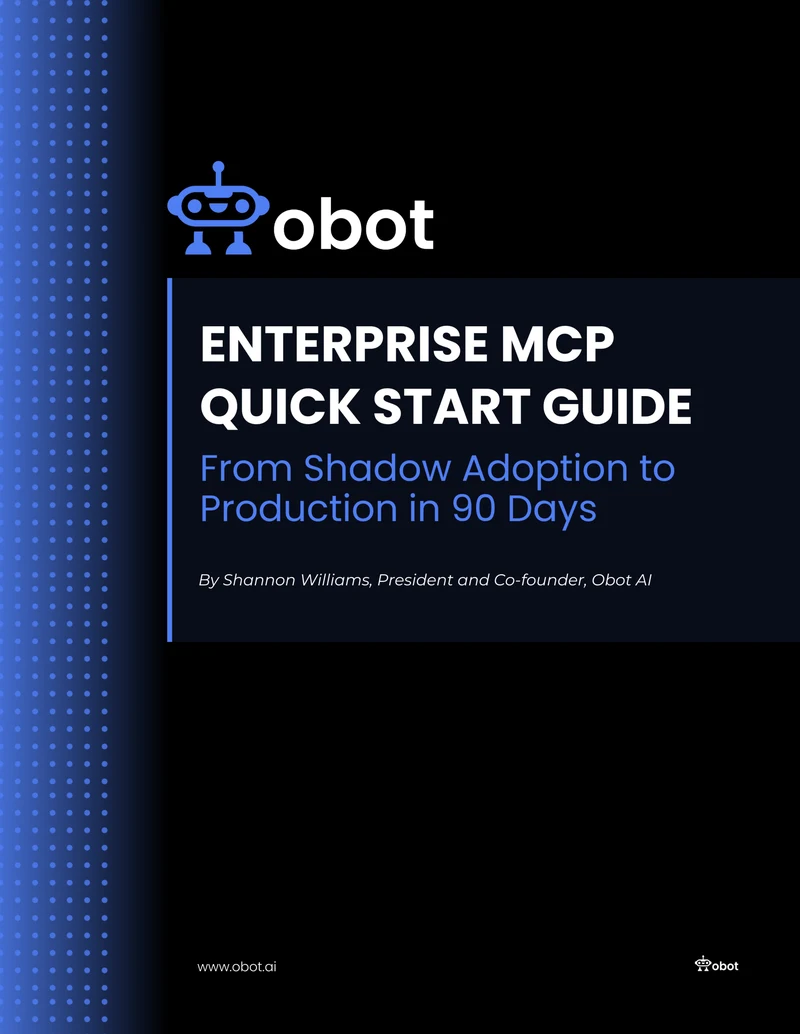 obot
ENTERPRISE MCP
QUICK START GUIDE
From Shadow Adoption to
Production in 90 Days
By Shannon Williams, President and Co-founder, Obot AI
www.obot.ai
obot